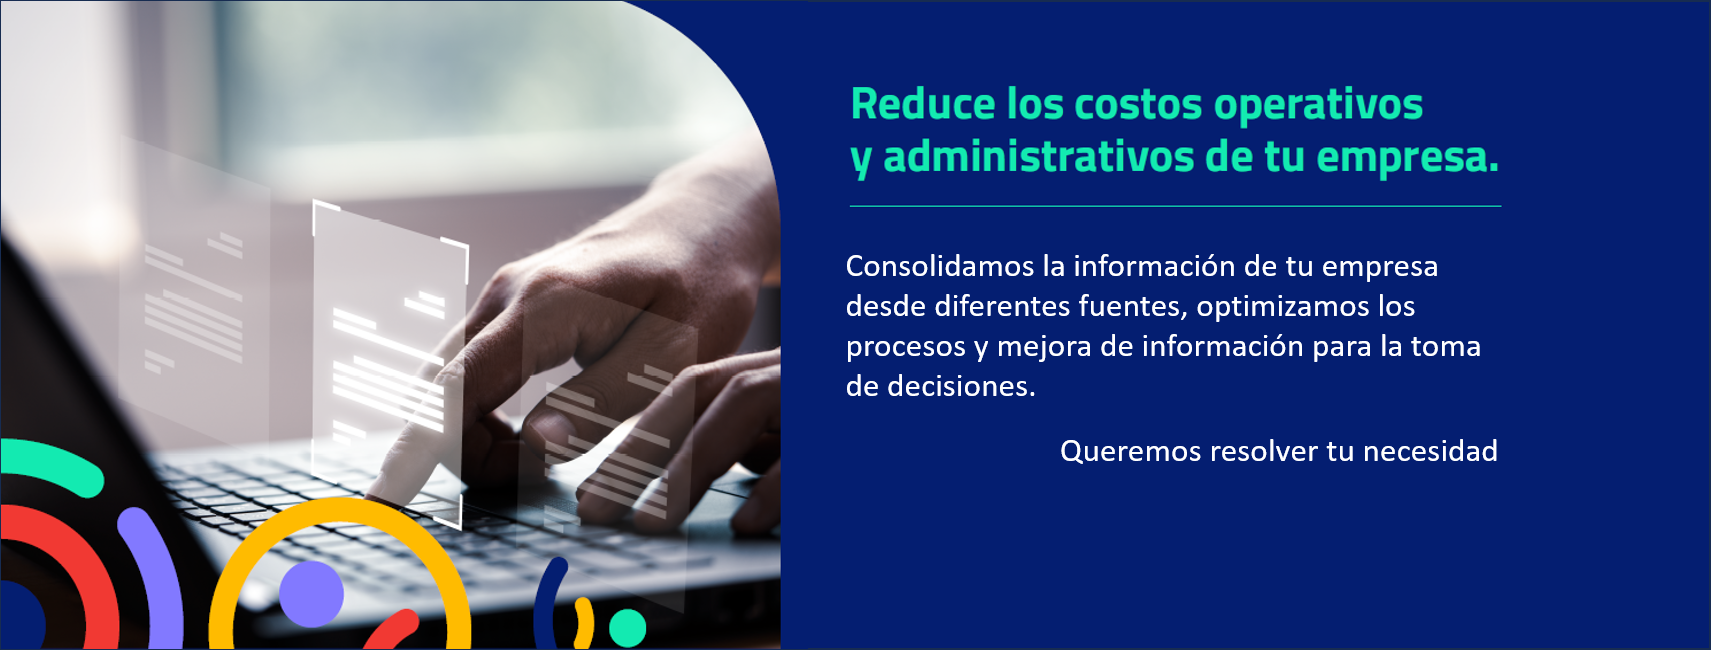 Reduce los costos operativos
y administrativos de tu empresa.
Consolidamos la información de tu empresa
desde diferentes fuentes, optimizamos los
procesos y mejora de información para la toma
de decisiones.
Queremos resolver tu necesidad